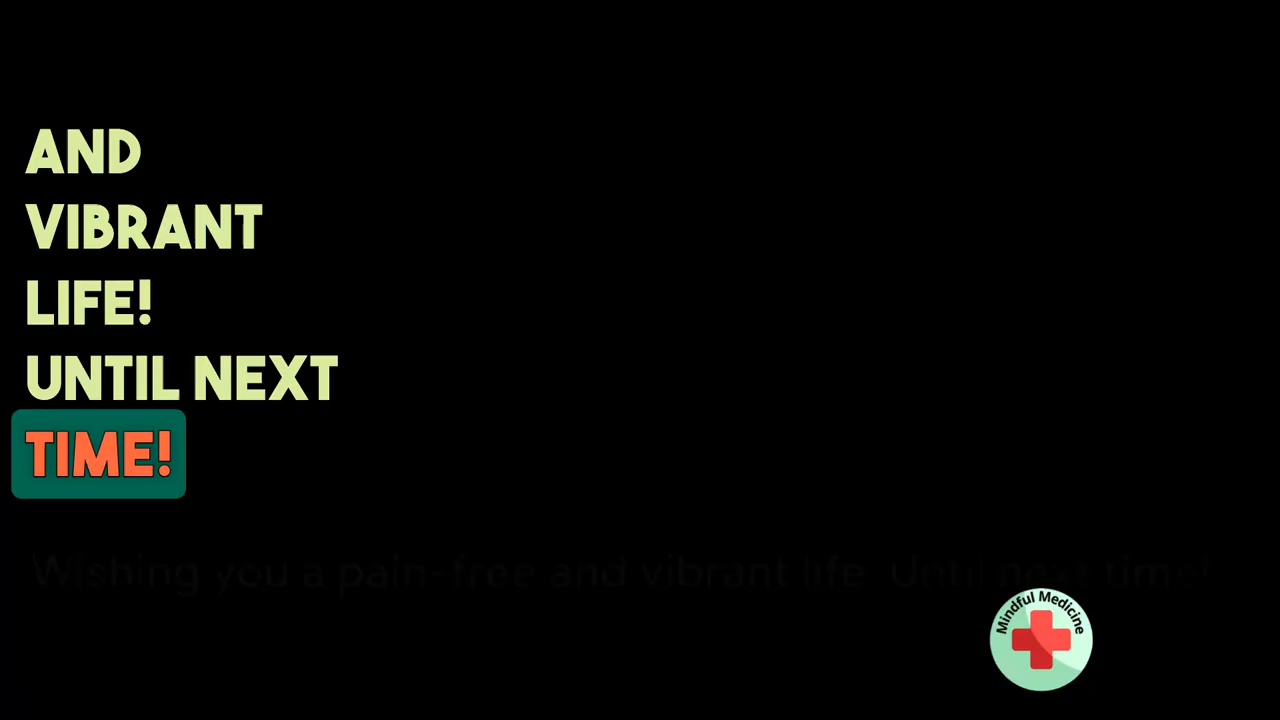 AND
VIBRANT
LIFE!
UNTIL NEXT
TIME!
Wishing you a pain-free and vibrant life. Until next time!
Mindful Medicine